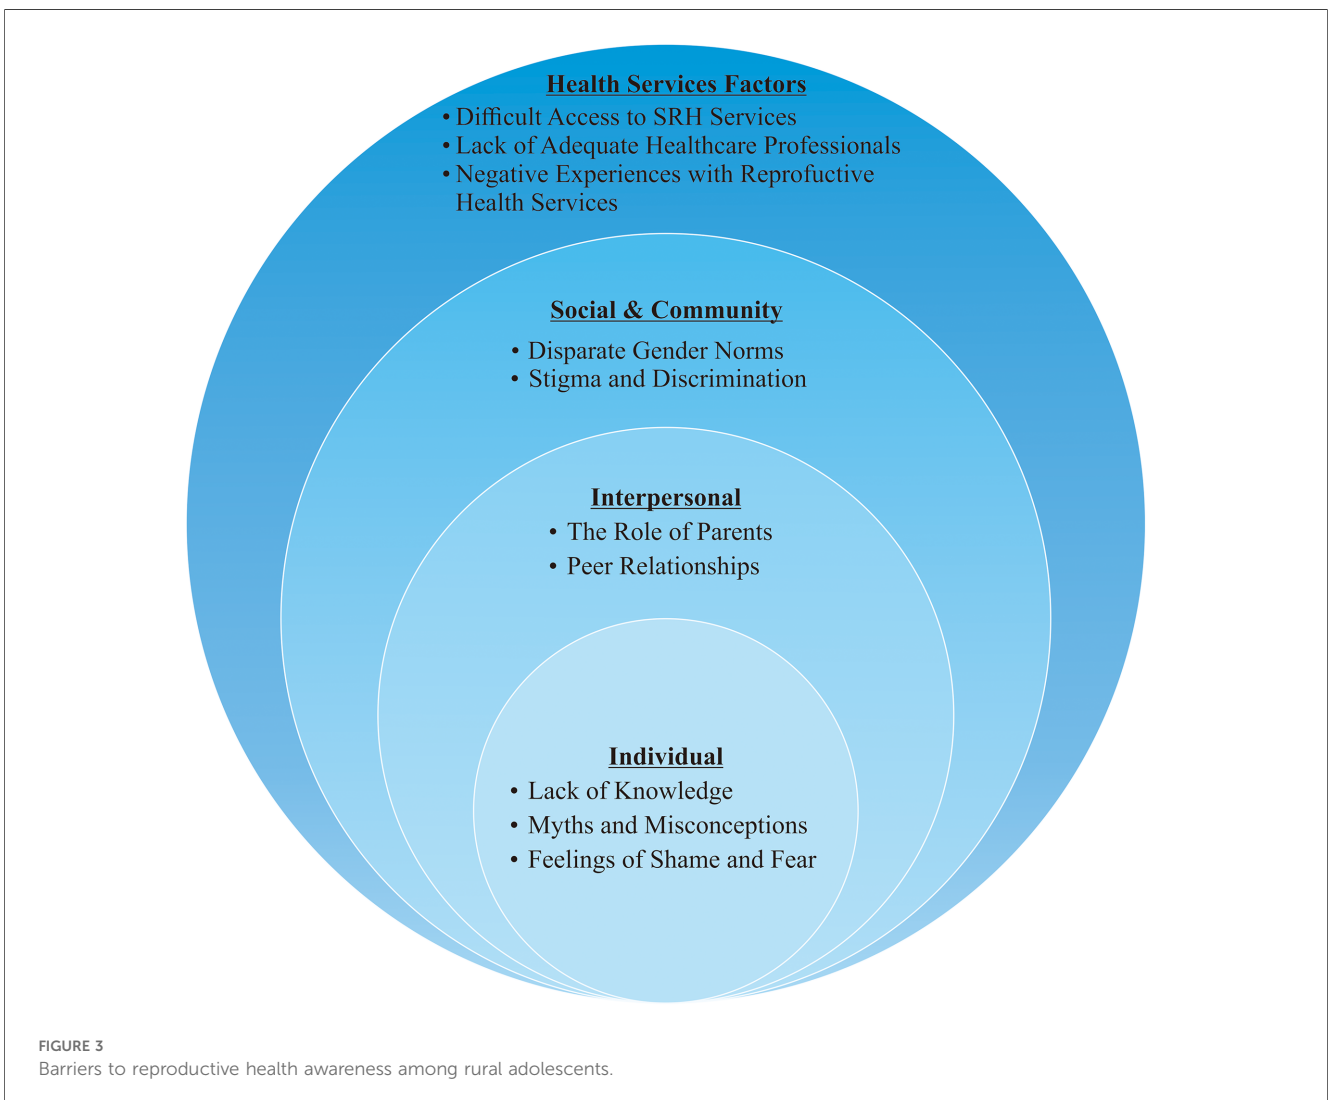 Health Services Factors
• Difficult Access to SRH Services
• Lack of Adequate Healthcare Professionals
• Negative Experiences with Reprofuctive
Health Services
Social & Community
• Disparate Gender Norms
• Stigma and Discrimination
Interpersonal
• The Role of Parents
• Peer Relationships
Individual
• Lack of Knowledge
• Myths and Misconceptions
• Feelings of Shame and Fear
FIGURE 3
Barriers to reproductive health awareness among rural adolescents.